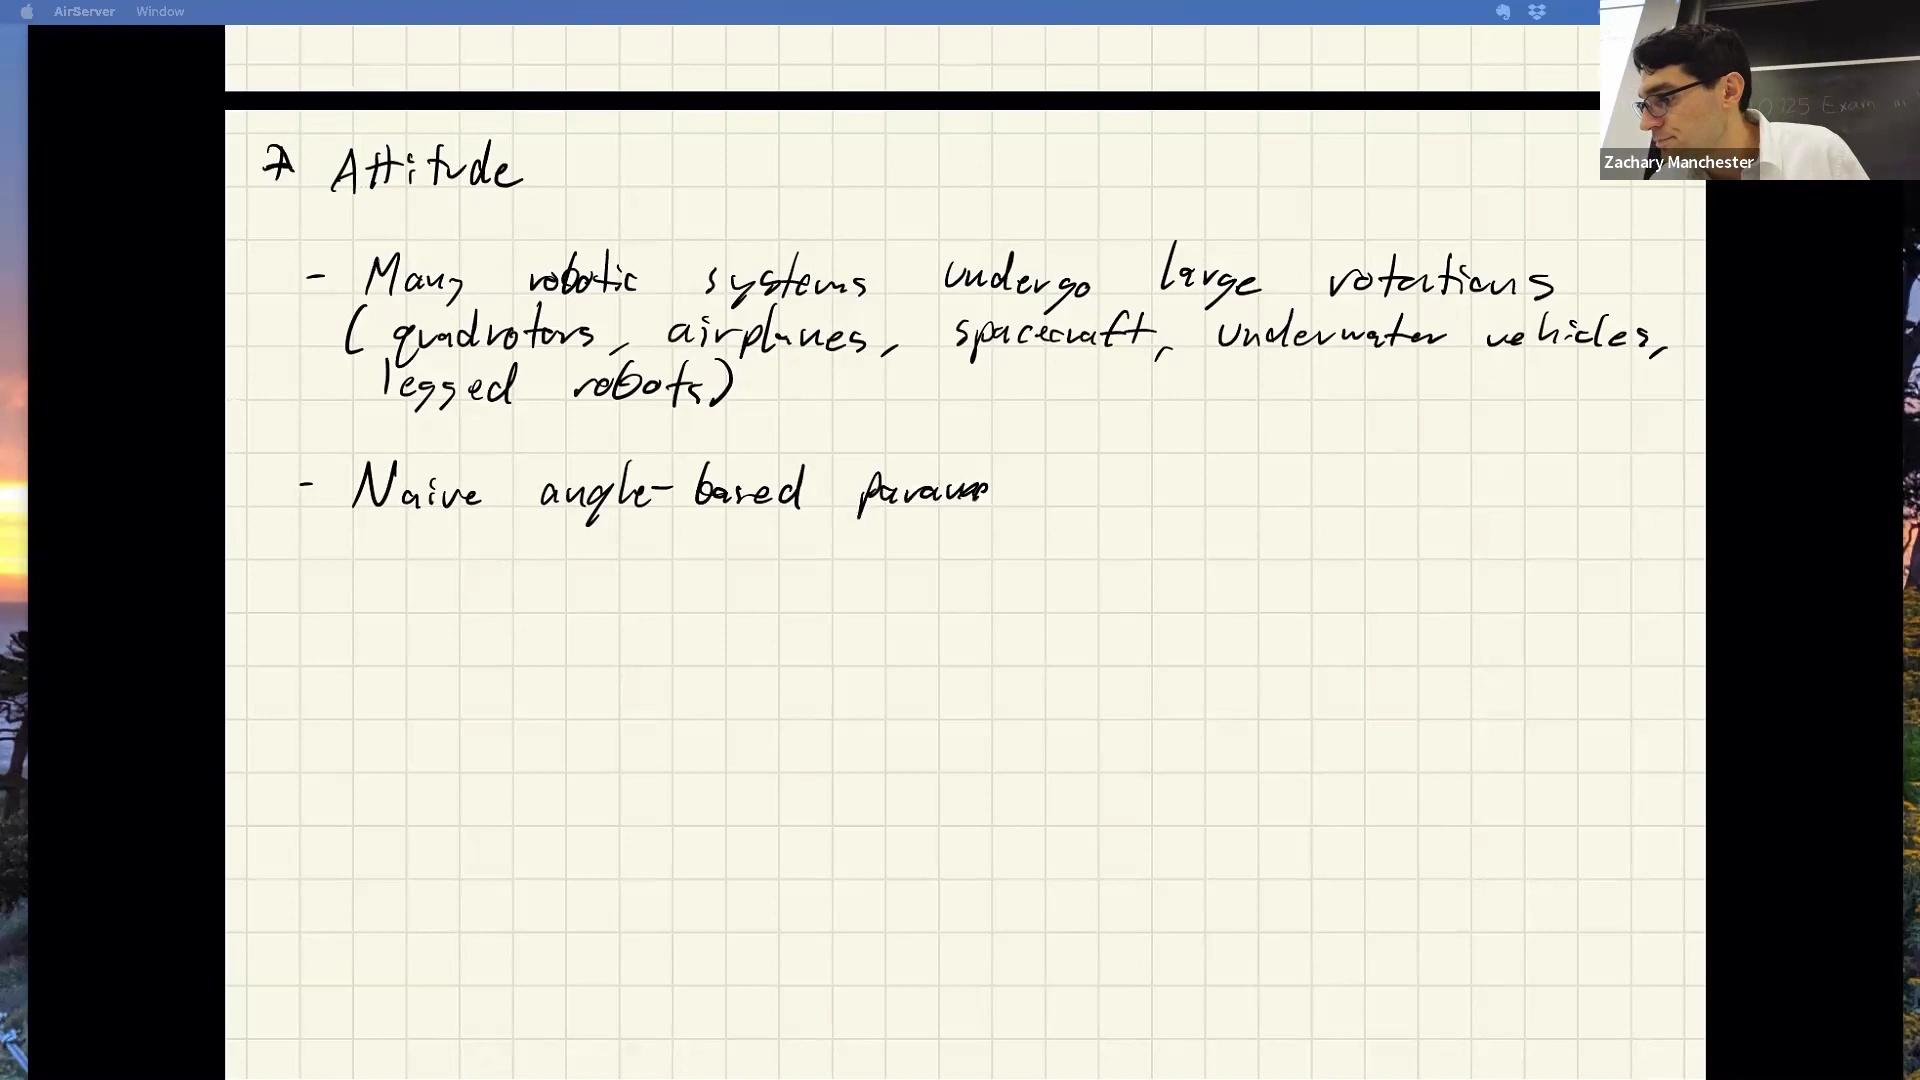 AirServer Window
* Attitude
- Many robotic systems undergo large rotations
(quadrotors, airplanes, spacecraft, underwater vehicles,
legged robots)
- Naive angle-based param
Zachary Manchester
Exam